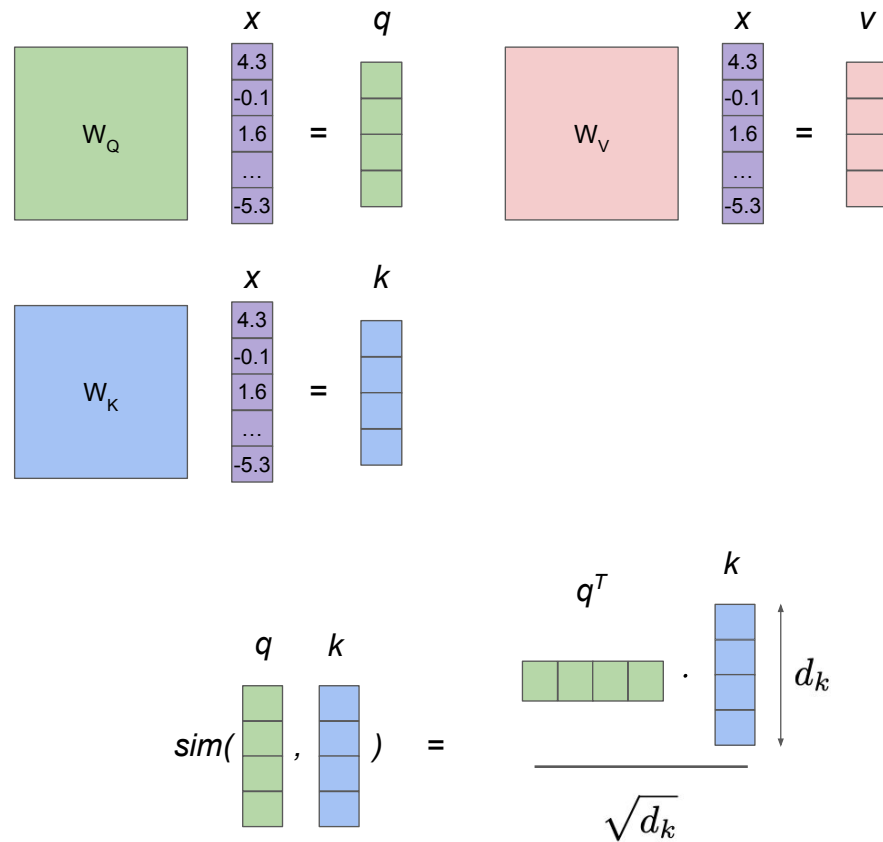 x q x v
4.3 4.3
-0.1 -0.1
W_Q 1.6 = W_V 1.6 =
... ...
-5.3 -5.3
x k
4.3
-0.1
W_K 1.6 =
...
-5.3
k
q^T
q k
sim( , ) = · d_k
√d_k